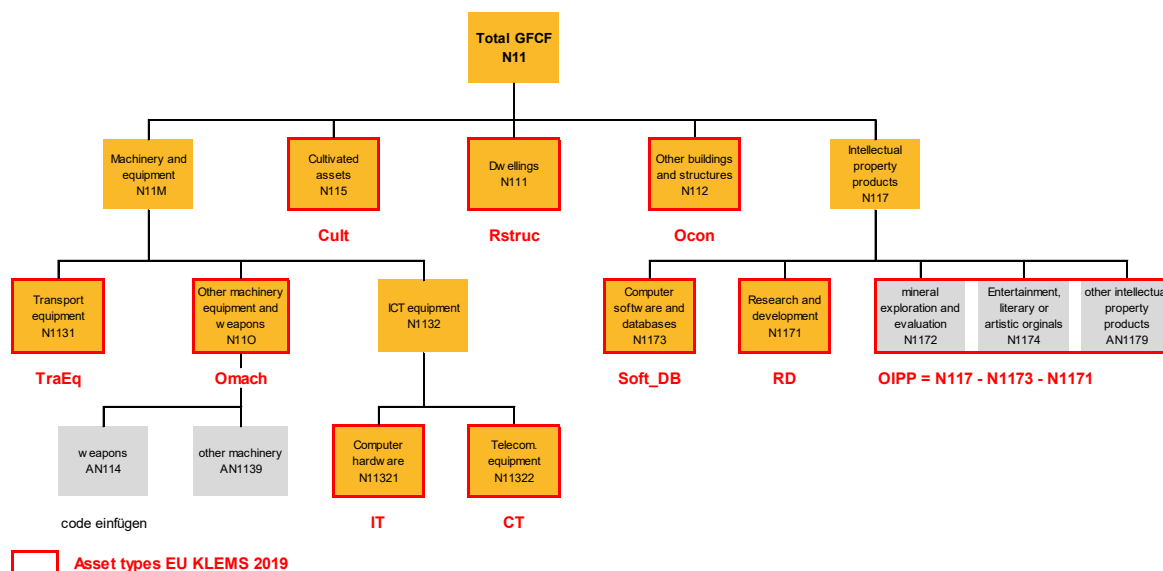 Total GFCF
N11
Machinery and
equipment
N11M
Cultivated
assets
N115
Dwellings
N111
Other buildings
and structures
N112
Intellectual
property
products
N117
Cult
Rstruc
Ocon
Transport
equipment
N1131
Other machinery
equipment and
weapons
N11O
ICT equipment
N1132
Computer
software and
databases
N1173
Research and
development
N1171
mineral
exploration and
evaluation
N1172
Entertainment,
literary or
artistic orginals
N1174
other intellectual
property
products
AN1179
TraEq
Omach
Soft_DB
RD
OIPP = N117 - N1173 - N1171
weapons
AN114
other machinery
AN1139
Computer
hardware
N11321
Telecom.
equipment
N11322
code einfügen
IT
CT
Asset types EU KLEMS 2019